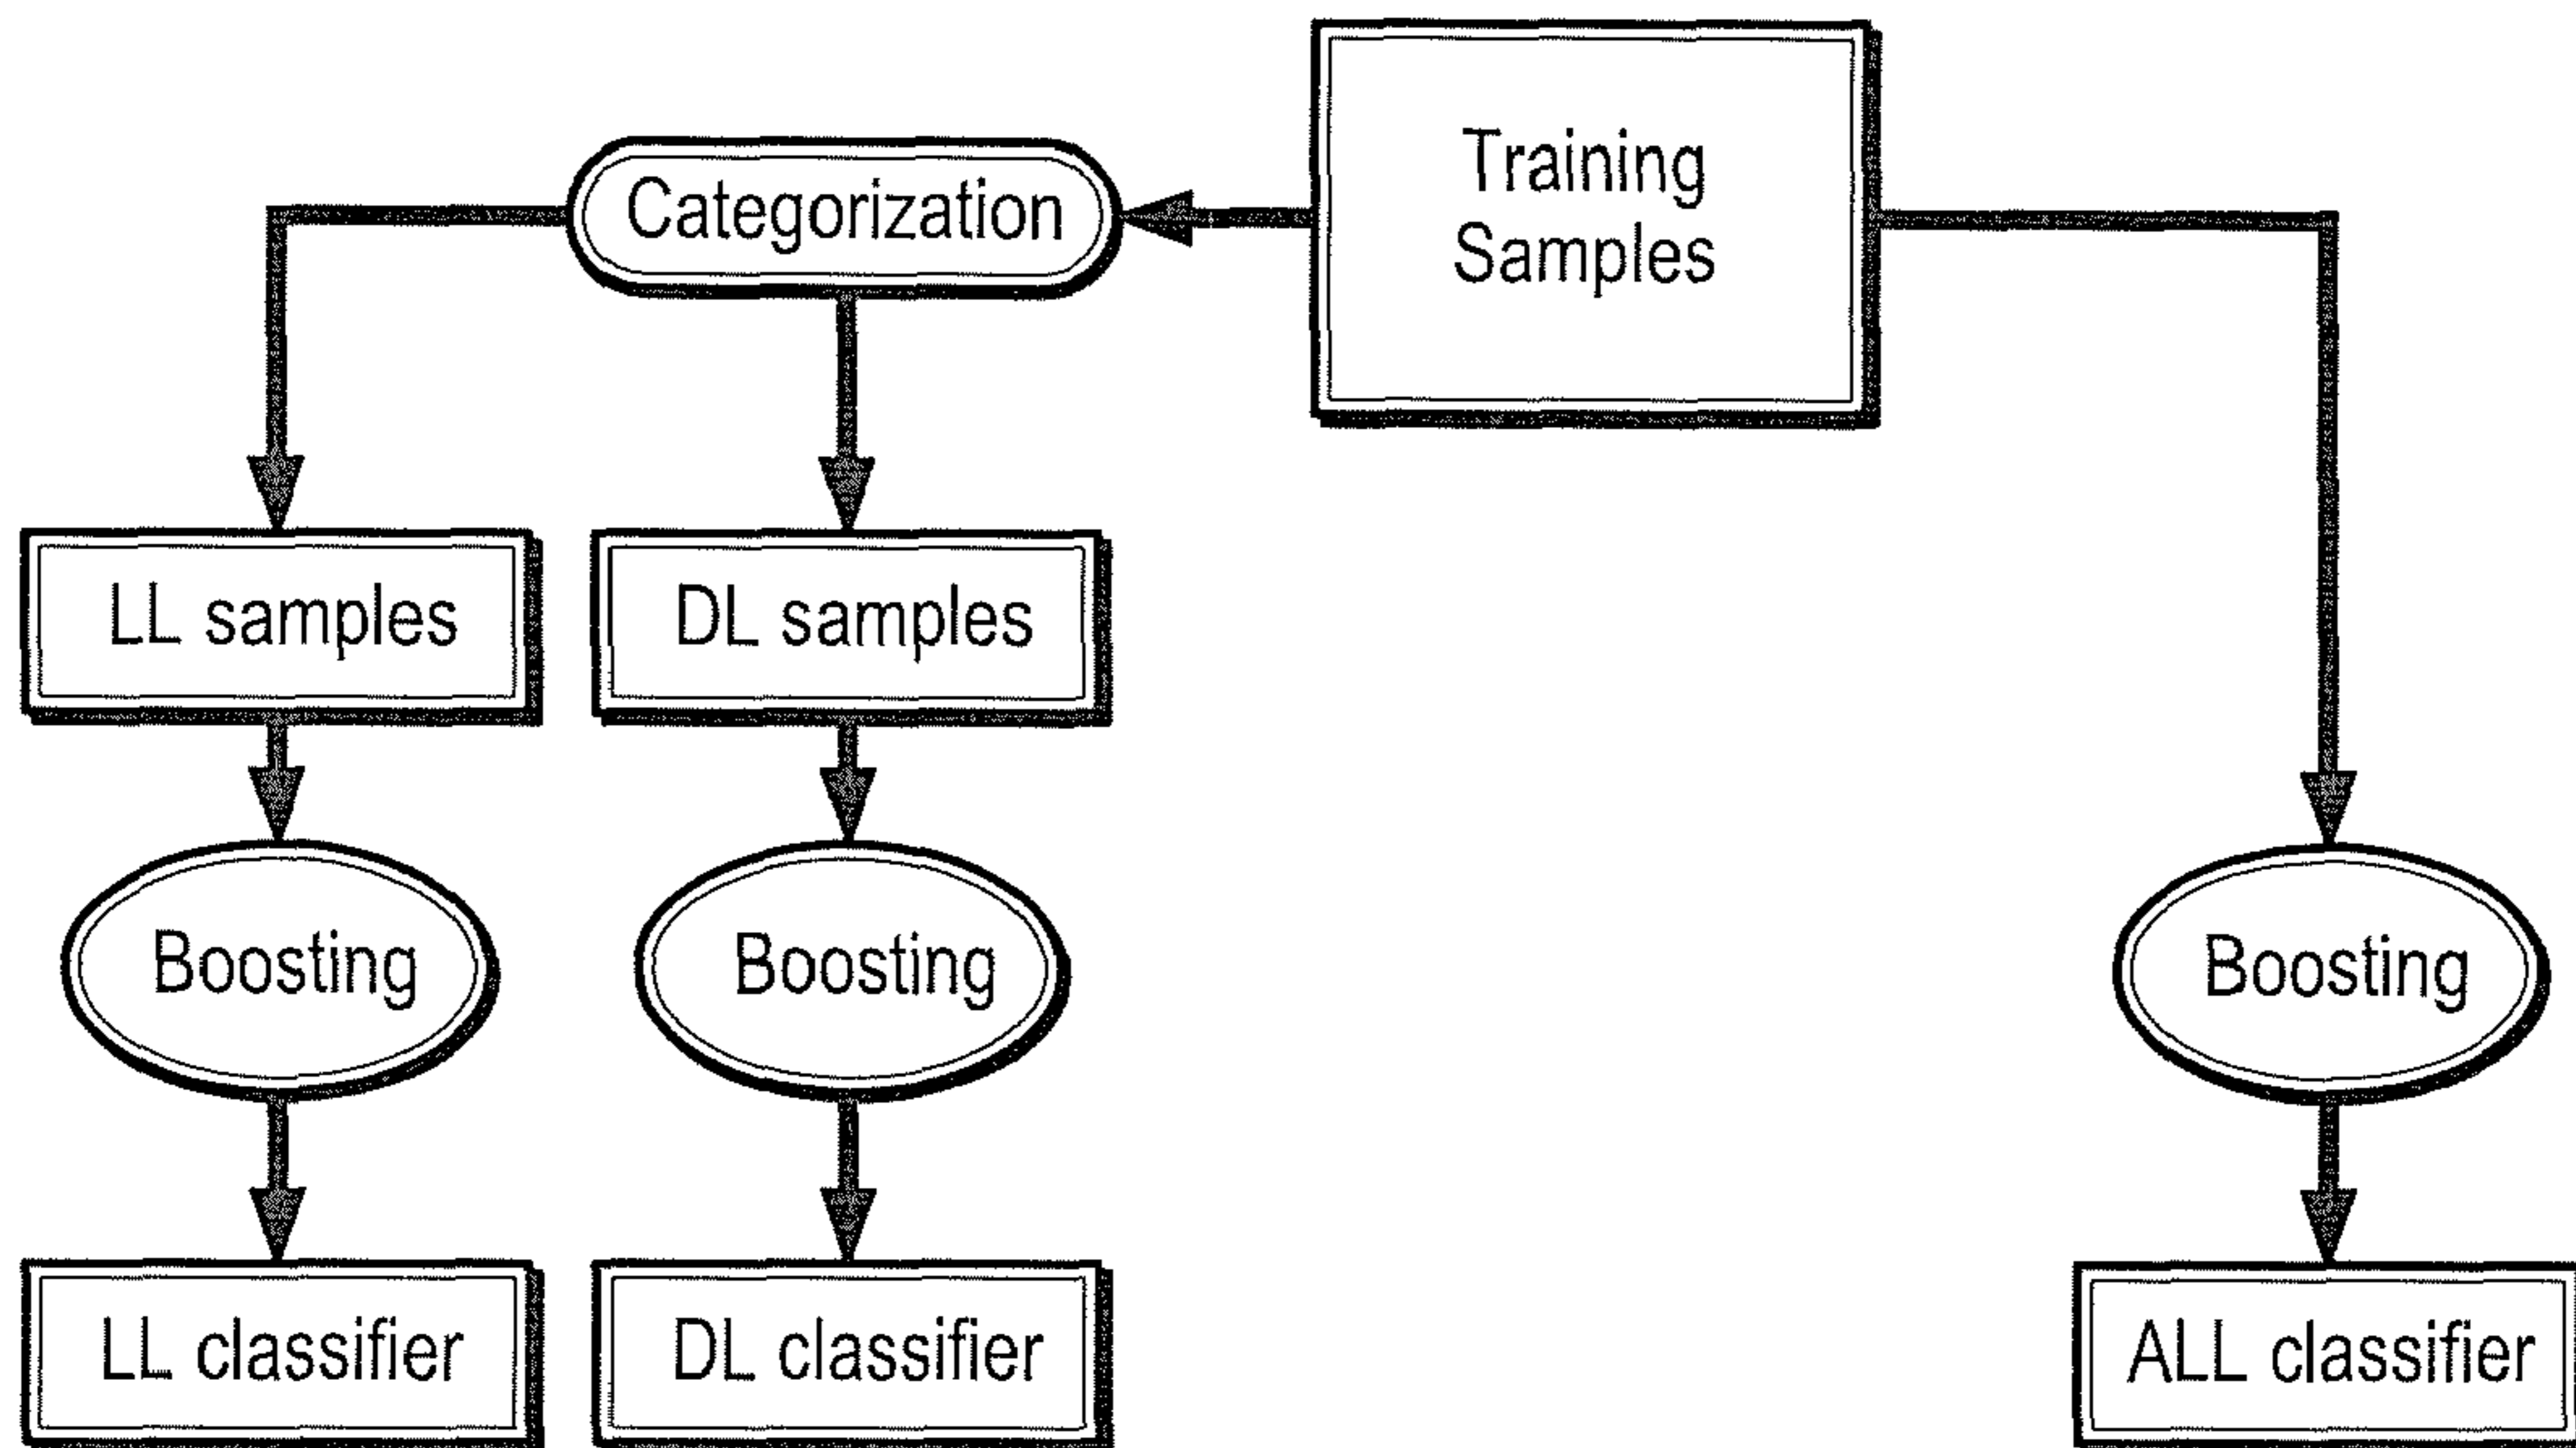 Training
Samples
Categorization
LL samples
DL samples
Boosting
Boosting
Boosting
LL classifier
DL classifier
ALL classifier